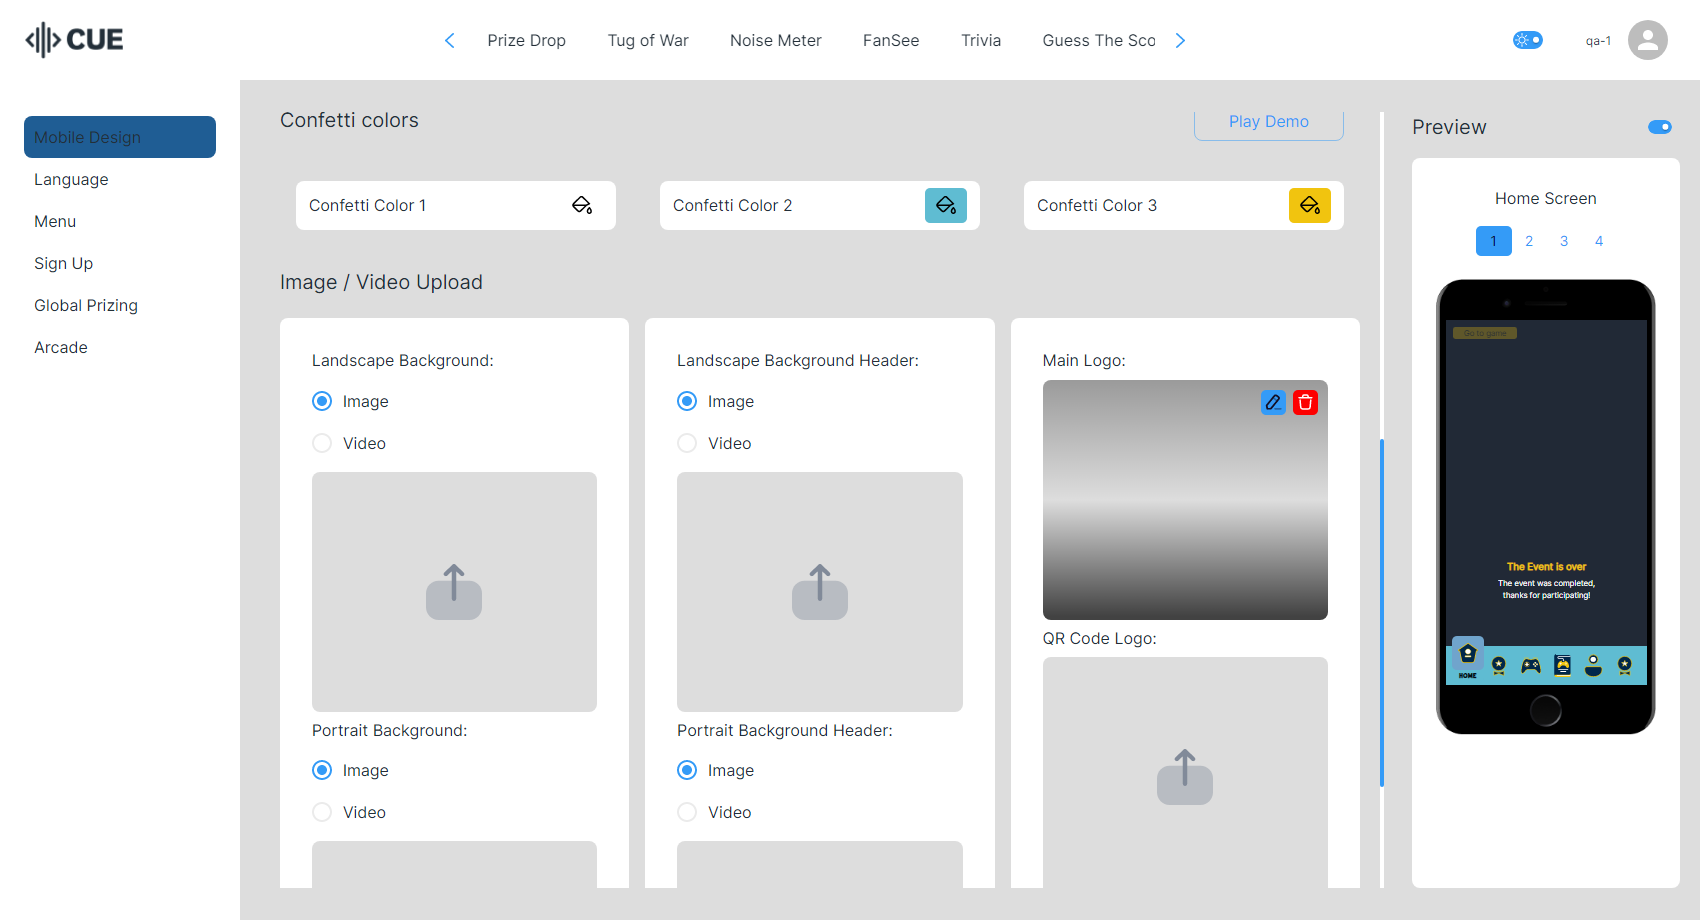 CUE
Prize Drop
Tug of War
Noise Meter
FanSee
Trivia
Guess The Sco
qa-1
Mobile Design
Language
Menu
Sign Up
Global Prizing
Arcade
Confetti colors
Play Demo
Confetti Color 1
Confetti Color 2
Confetti Color 3
Image / Video Upload
Landscape Background:
Image
Video
Portrait Background:
Image
Video
Landscape Background Header:
Image
Video
Portrait Background Header:
Image
Video
Main Logo:
QR Code Logo:
Preview
Home Screen
1 2 3 4
Go to game
The Event is over
The event was completed,
thanks for participating!
HOME